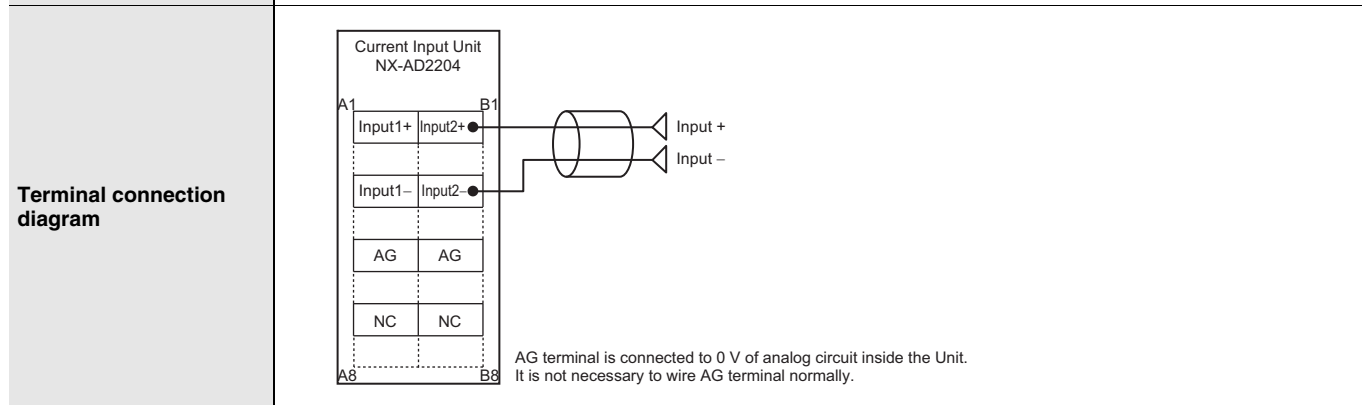 Terminal connection
diagram
Current Input Unit
NX-AD2204
A1 B1
Input1+ Input2+ Input +
Input −
Input1− Input2−
AG AG
NC NC
A8 B8
AG terminal is connected to 0 V of analog circuit inside the Unit.
It is not necessary to wire AG terminal normally.